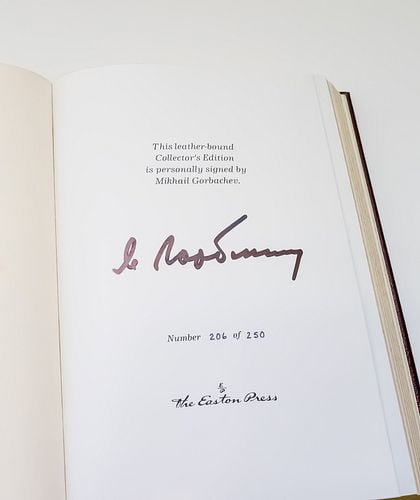 This leather-bound
Collector's Edition
is personally signed by
Mikhail Gorbachev.
Number 206 of 250
The Easton Press